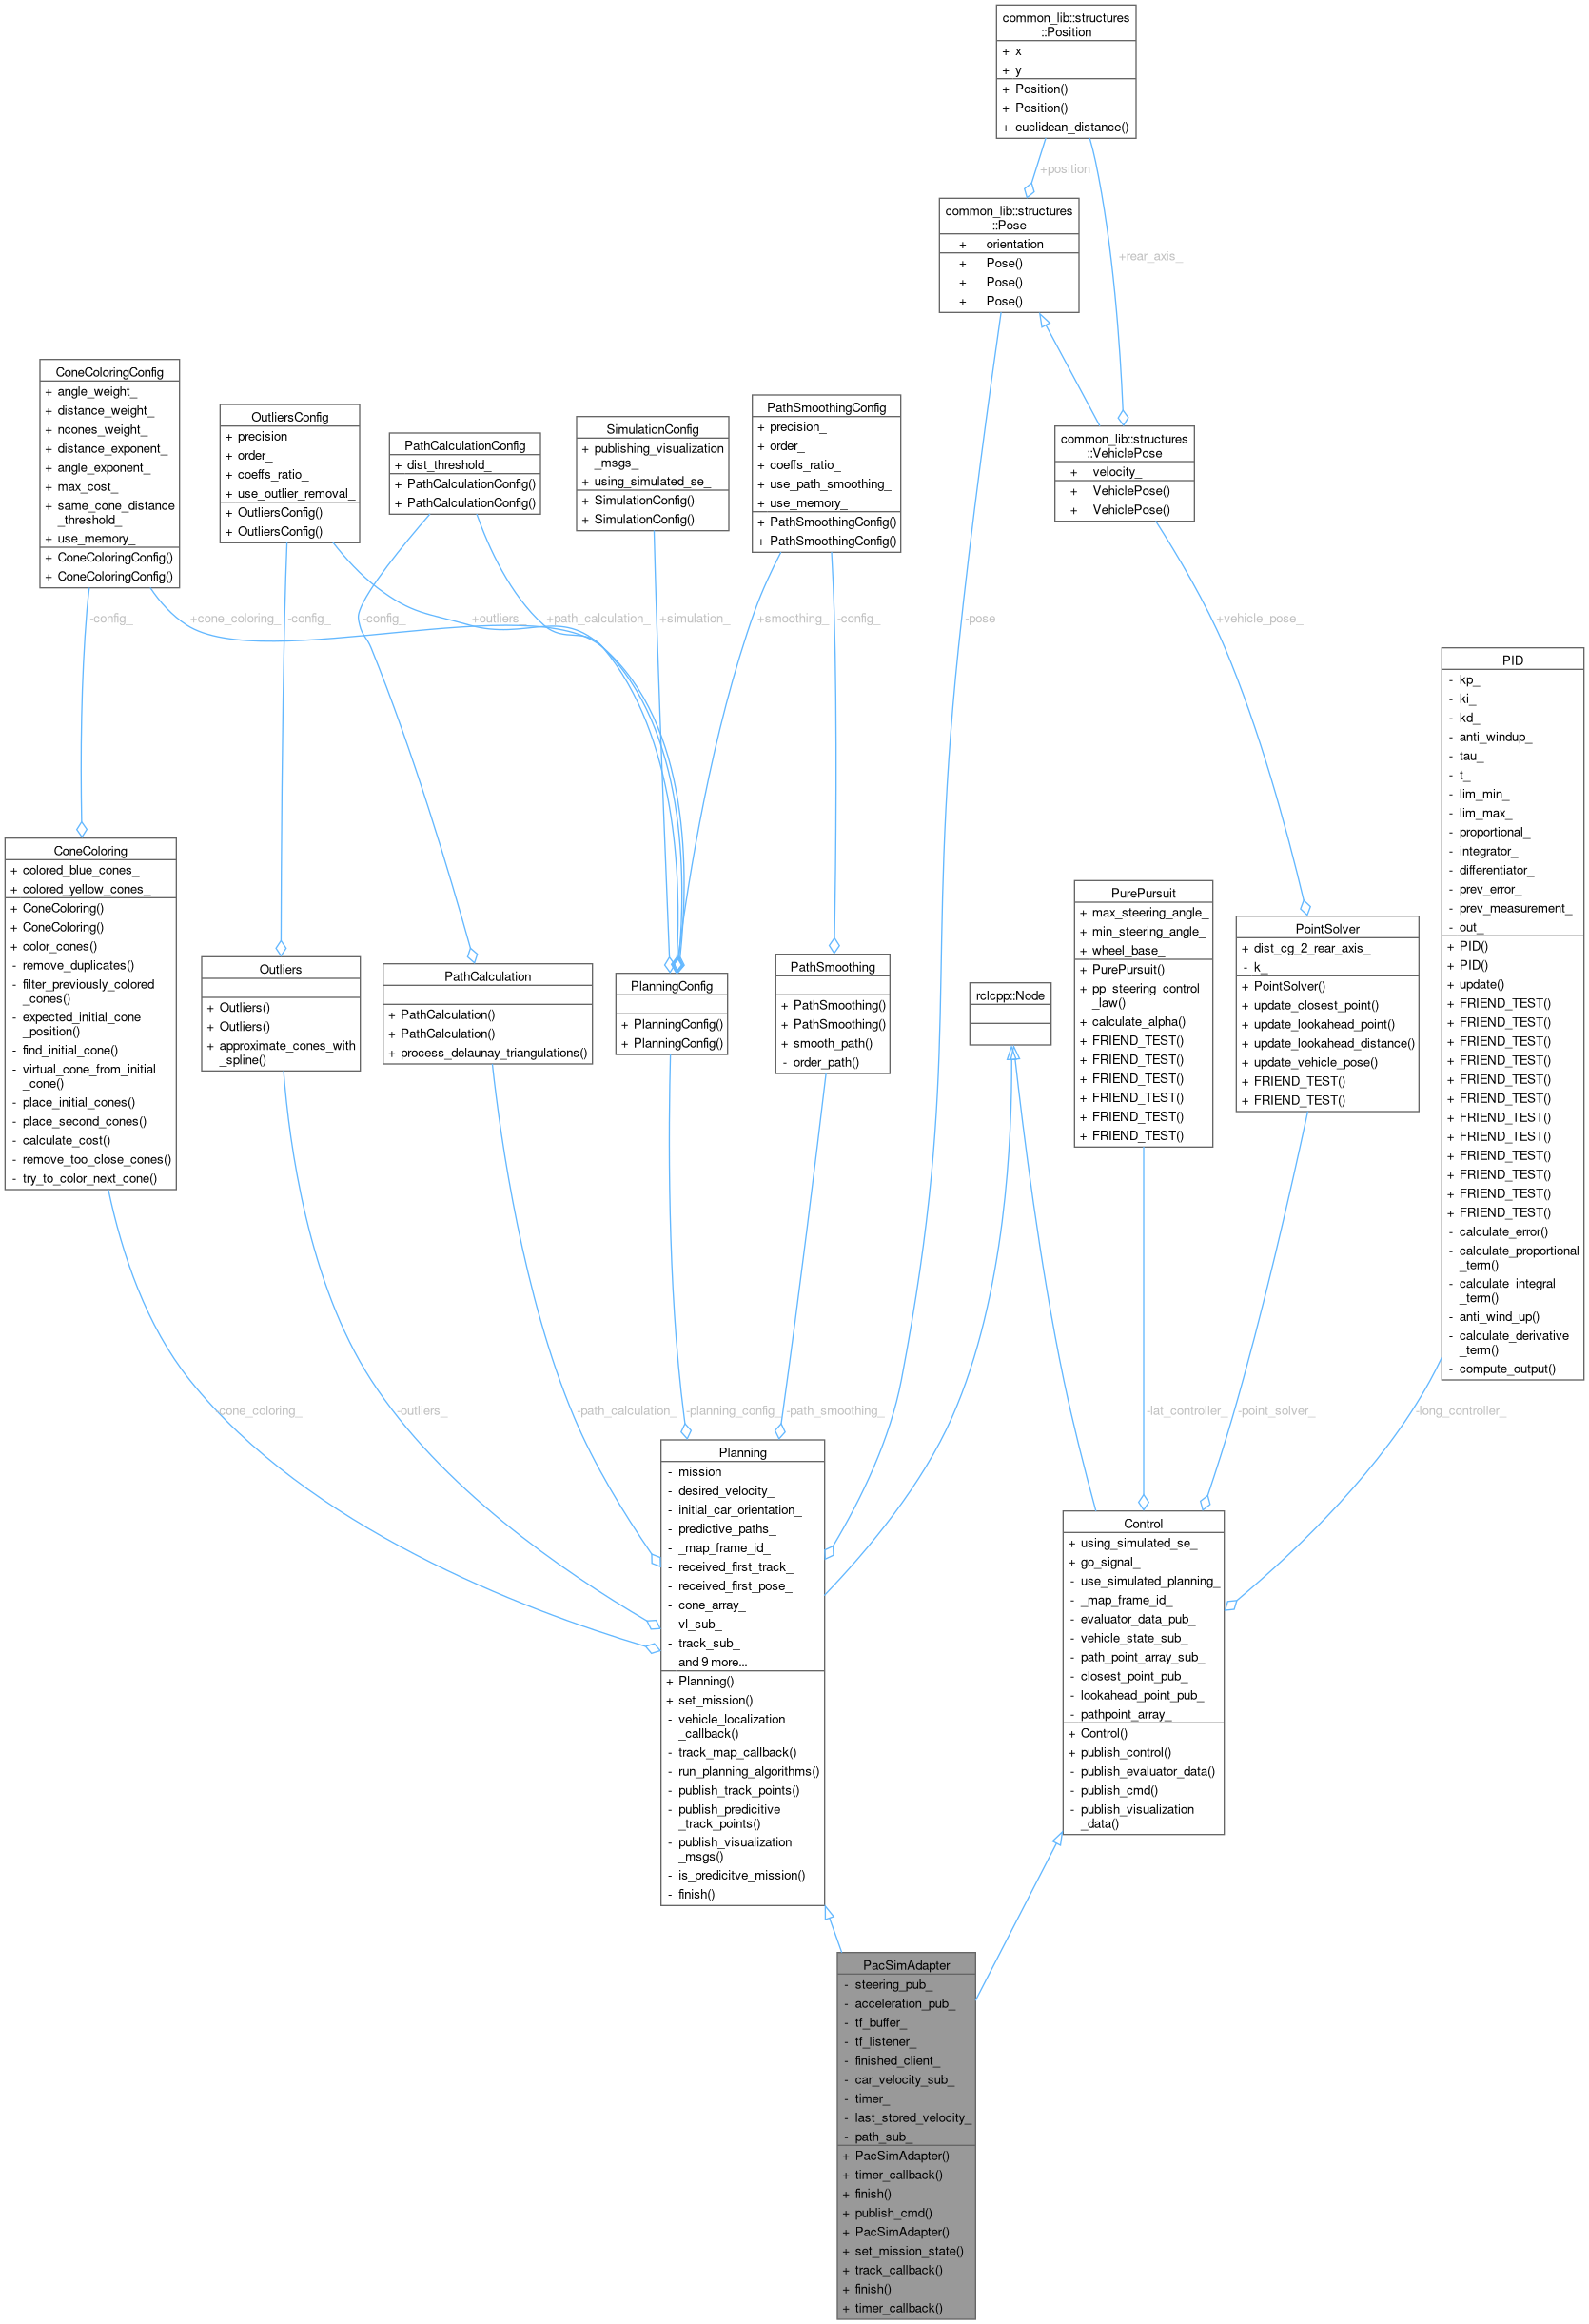 common_lib::structures
::Position
+ x
+ y
+ Position()
+ Position()
+ euclidean_distance()
+position
common_lib::structures
::Pose
+ orientation
+ Pose()
+ Pose()
+ Pose()
+rear_axis_
ConeColoringConfig
+ angle_weight_
+ distance_weight_
+ ncones_weight_
+ distance_exponent_
+ angle_exponent_
+ max_cost_
+ same_cone_distance
_threshold_
+ use_memory_
+ ConeColoringConfig()
+ ConeColoringConfig()
OutliersConfig
+ precision_
+ order_
+ coeffs_ratio_
+ use_outlier_removal_
+ OutliersConfig()
+ OutliersConfig()
PathCalculationConfig
+ dist_threshold_
+ PathCalculationConfig()
+ PathCalculationConfig()
SimulationConfig
+ publishing_visualization
_msgs_
+ using_simulated_se_
+ SimulationConfig()
+ SimulationConfig()
PathSmoothingConfig
+ precision_
+ order_
+ coeffs_ratio_
+ use_path_smoothing_
+ use_memory_
+ PathSmoothingConfig()
+ PathSmoothingConfig()
common_lib::structures
::VehiclePose
+ velocity_
+ VehiclePose()
+ VehiclePose()
-config_
+cone_coloring_
-config_
-config_
+outliers_
+path_calculation_
+simulation_
+smoothing_
-config_
-pose
+vehicle_pose_
PID
- kp_
- ki_
- kd_
- anti_windup_
- tau_
- t_
- lim_min_
- lim_max_
- proportional_
- integrator_
- differentiator_
- prev_error_
- prev_measurement_
- out_
+ PID()
+ PID()
+ update()
+ FRIEND_TEST()
+ FRIEND_TEST()
+ FRIEND_TEST()
+ FRIEND_TEST()
+ FRIEND_TEST()
+ FRIEND_TEST()
+ FRIEND_TEST()
+ FRIEND_TEST()
+ FRIEND_TEST()
+ FRIEND_TEST()
+ FRIEND_TEST()
+ FRIEND_TEST()
- calculate_error()
- calculate_proportional
_term()
- calculate_integral
_term()
- anti_wind_up()
- calculate_derivative
_term()
- compute_output()
ConeColoring
+ colored_blue_cones_
+ colored_yellow_cones_
+ ConeColoring()
+ ConeColoring()
+ color_cones()
- remove_duplicates()
- filter_previously_colored
_cones()
- expected_initial_cone
_position()
- find_initial_cone()
- virtual_cone_from_initial
_cone()
- place_initial_cones()
- place_second_cones()
- calculate_cost()
- remove_too_close_cones()
- try_to_color_next_cone()
Outliers
+ Outliers()
+ Outliers()
+ approximate_cones_with
_spline()
PathCalculation
+ PathCalculation()
+ PathCalculation()
+ process_delaunay_triangulations()
PlanningConfig
+ PlanningConfig()
+ PlanningConfig()
PathSmoothing
+ PathSmoothing()
+ PathSmoothing()
+ smooth_path()
- order_path()
rclcpp::Node
PurePursuit
+ max_steering_angle_
+ min_steering_angle_
+ wheel_base_
+ PurePursuit()
+ pp_steering_control
_law()
+ calculate_alpha()
+ FRIEND_TEST()
+ FRIEND_TEST()
+ FRIEND_TEST()
+ FRIEND_TEST()
+ FRIEND_TEST()
+ FRIEND_TEST()
PointSolver
+ dist_cg_2_rear_axis_
- k_
+ PointSolver()
+ update_closest_point()
+ update_lookahead_point()
+ update_lookahead_distance()
+ update_vehicle_pose()
+ FRIEND_TEST()
+ FRIEND_TEST()
-cone_coloring_
-outliers_
-path_calculation_
-planning_config_
-path_smoothing_
-lat_controller_
-point_solver_
-long_controller_
Planning
- mission
- desired_velocity_
- initial_car_orientation_
- predictive_paths_
- _map_frame_id_
- received_first_track_
- received_first_pose_
- cone_array_
- vl_sub_
- track_sub_
and 9 more...
+ Planning()
+ set_mission()
- vehicle_localization
_callback()
- track_map_callback()
- run_planning_algorithms()
- publish_track_points()
- publish_predicitive
_track_points()
- publish_visualization
_msgs()
- is_predicitve_mission()
- finish()
Control
+ using_simulated_se_
+ go_signal_
- use_simulated_planning_
- _map_frame_id_
- evaluator_data_pub_
- vehicle_state_sub_
- path_point_array_sub_
- closest_point_pub_
- lookahead_point_pub_
- pathpoint_array_
+ Control()
+ publish_control()
- publish_evaluator_data()
- publish_cmd()
- publish_visualization
_data()
PacSimAdapter
- steering_pub_
- acceleration_pub_
- tf_buffer_
- tf_listener_
- finished_client_
- car_velocity_sub_
- timer_
- last_stored_velocity_
- path_sub_
+ PacSimAdapter()
+ timer_callback()
+ finish()
+ publish_cmd()
+ PacSimAdapter()
+ set_mission_state()
+ track_callback()
+ finish()
+ timer_callback()